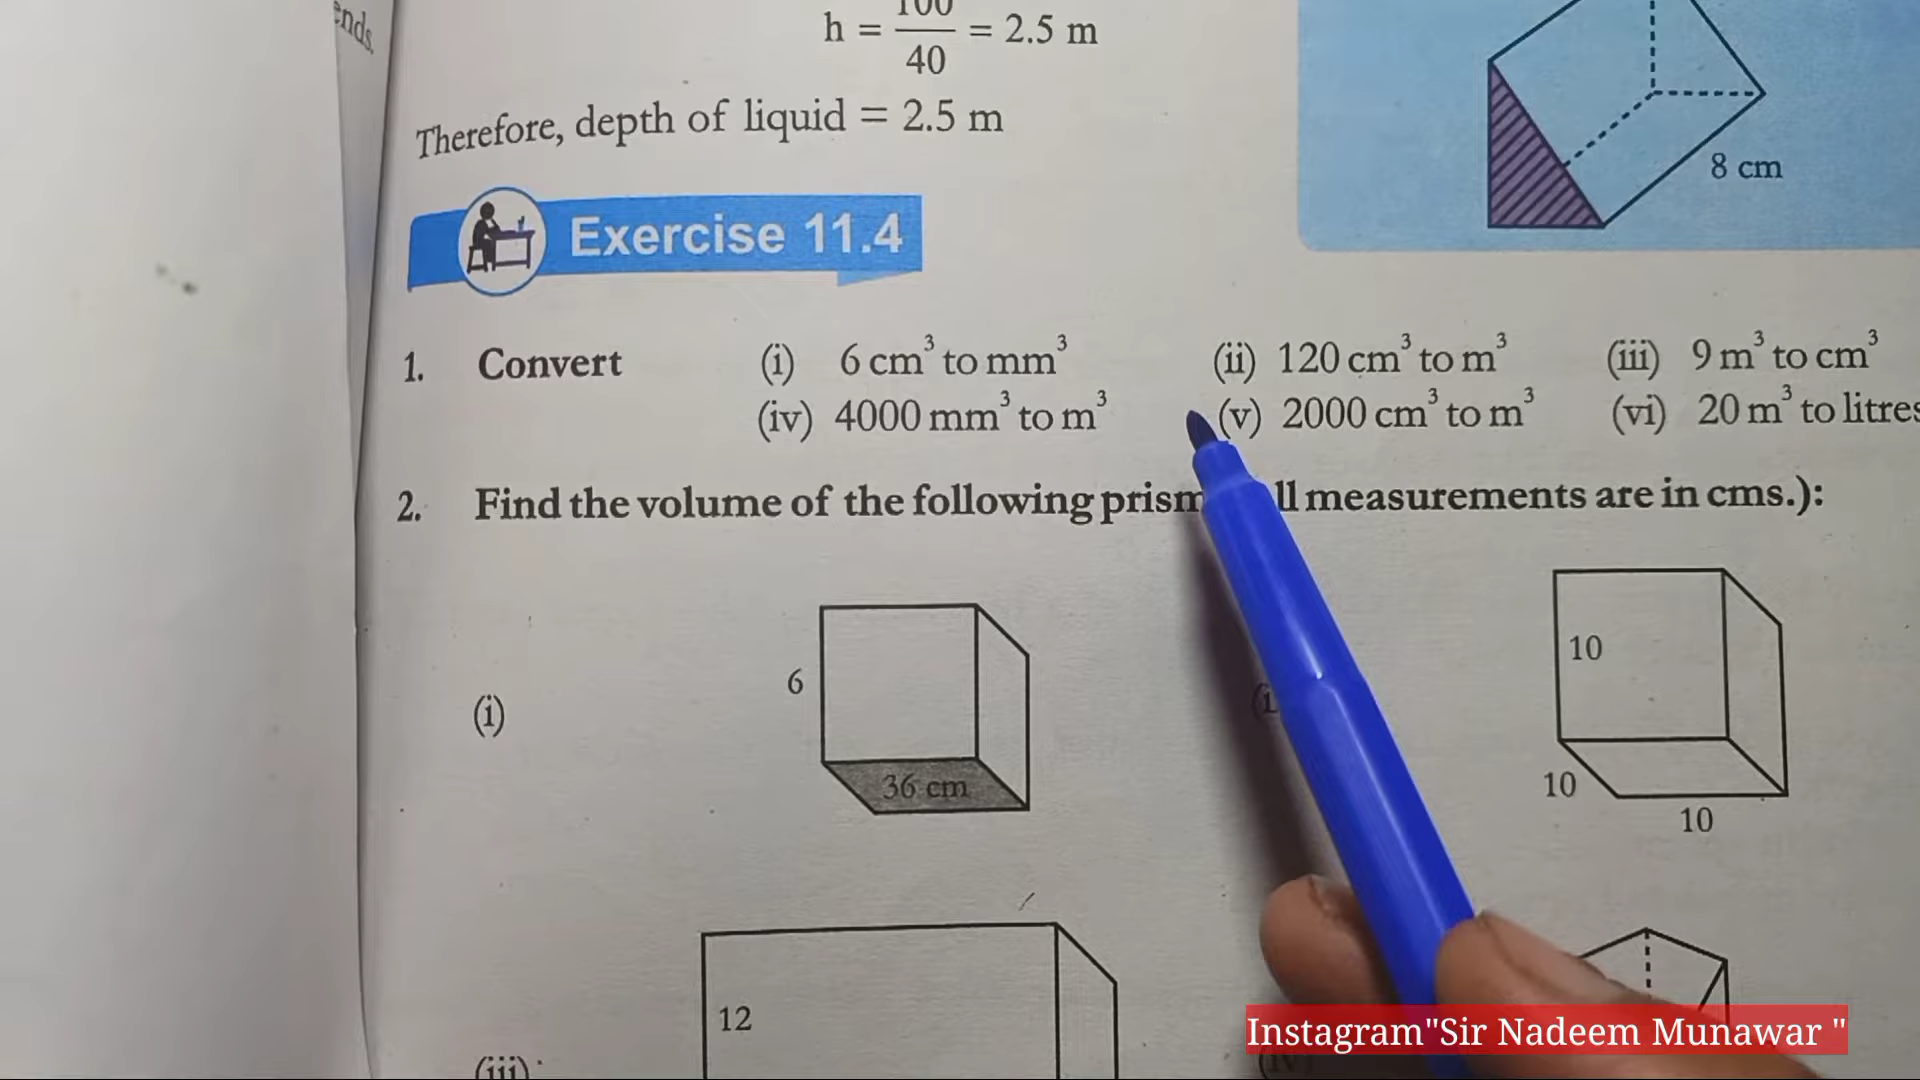 ends.
h = 100/40 = 2.5 m
Therefore, depth of liquid = 2.5 m
8 cm
Exercise 11.4
1. Convert (i) 6 cm³ to mm³ (ii) 120 cm³ to m³ (iii) 9 m³ to cm³
(iv) 4000 mm³ to m³ (v) 2000 cm³ to m³ (vi) 20 m³ to litres
2. Find the volume of the following prism ll measurements are in cms.):
(i) 6 36 cm
10
10
10
(iii) 12
(iv)
Instagram"Sir Nadeem Munawar "